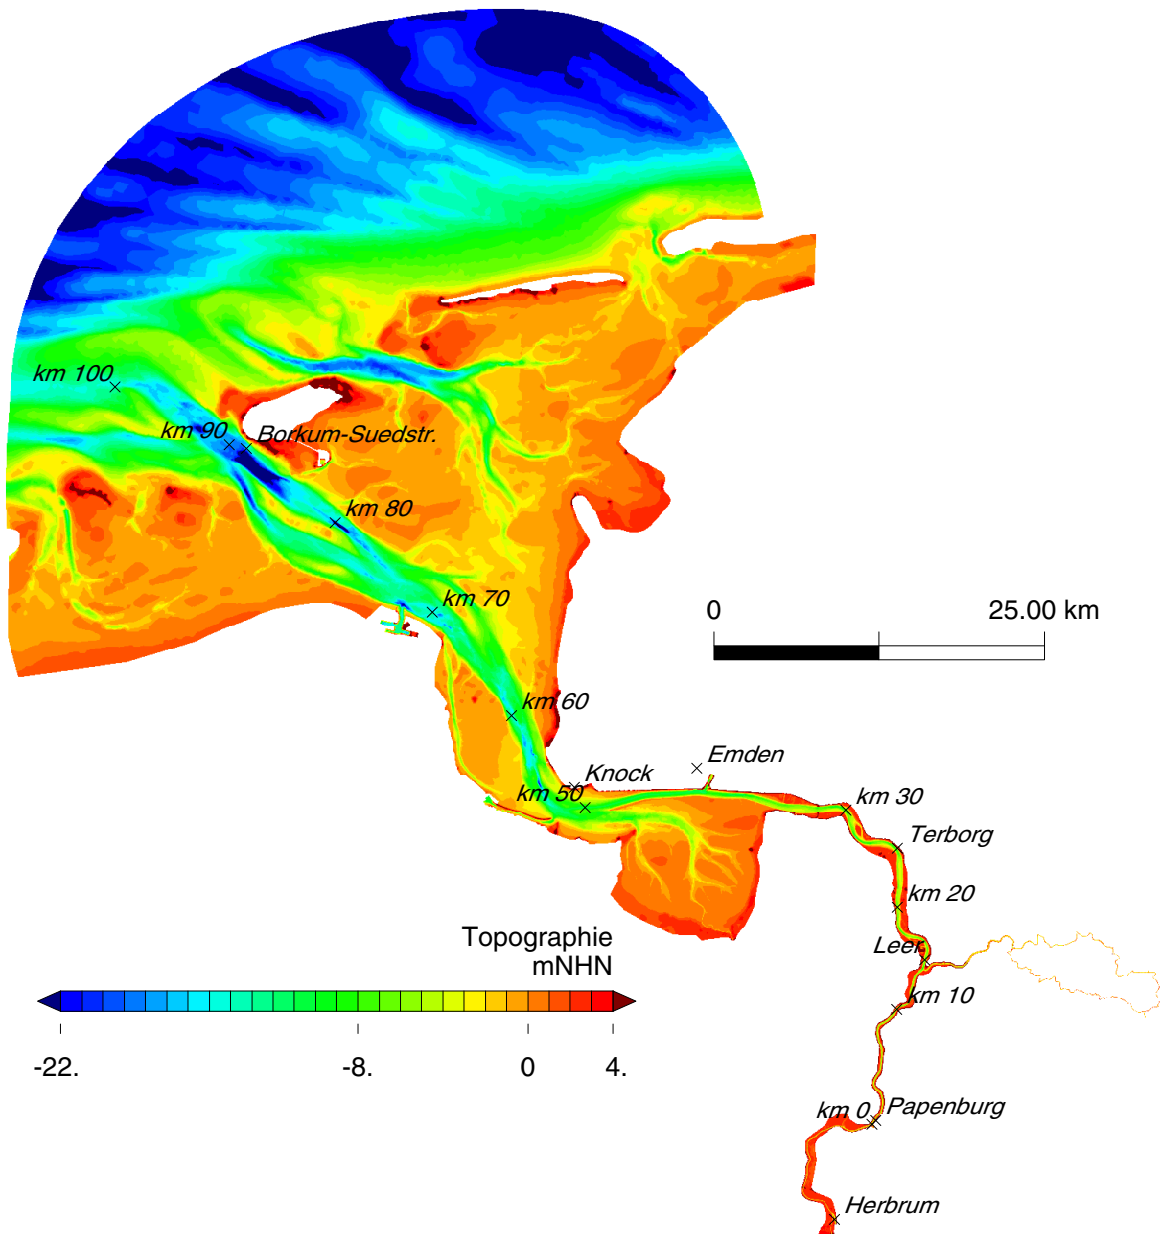 km 100
km 90
Borkum-Suedstr.
km 80
km 70
0
25.00 km
km 60
Emden
Knock
km 50
km 30
Terborg
km 20
Topographie
mNHN
Leer
km 10
-22.
-8.
0
4.
km 0
Papenburg
Herbrum